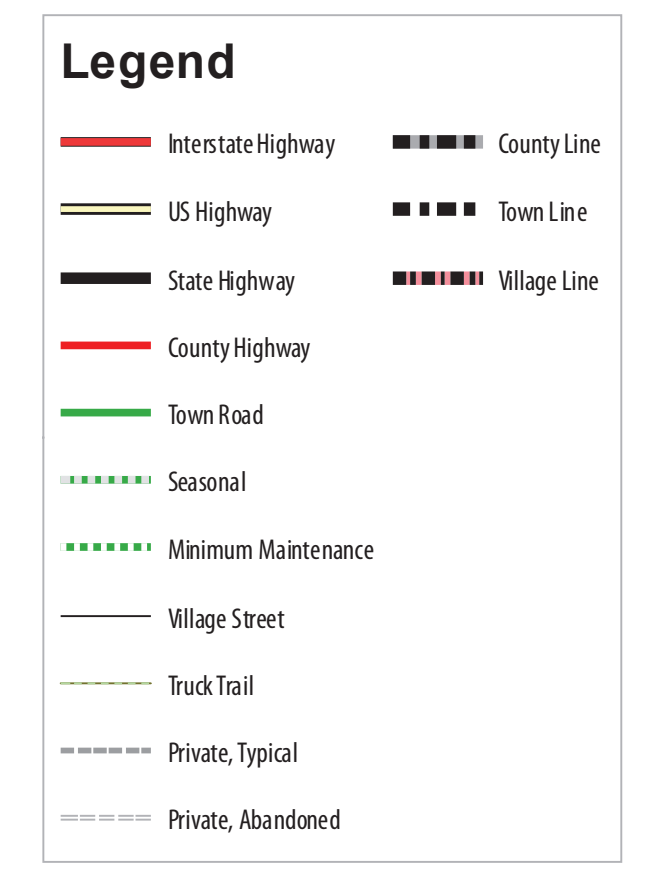 Legend
Interstate Highway
US Highway
State Highway
County Highway
Town Road
Seasonal
Minimum Maintenance
Village Street
Truck Trail
Private, Typical
Private, Abandoned
County Line
Town Line
Village Line